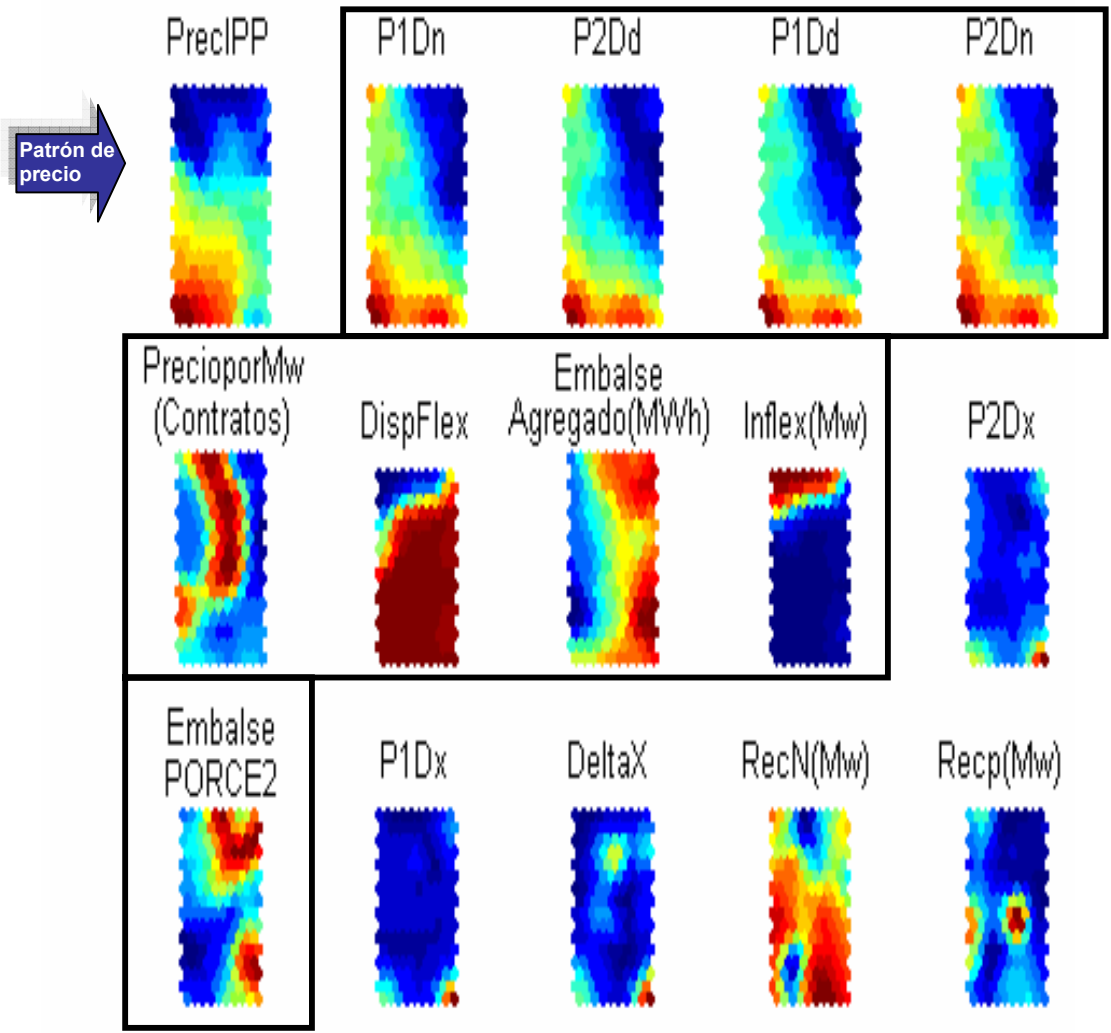 PrecIPP
P1Dn
P2Dd
P1Dd
P2Dn
Patrón de
precio
PrecioporMw
(Contratos)
DispFlex
Embalse
Agregado(MWh)
Inflex(Mw)
P2Dx
Embalse
PORCE2
P1Dx
DeltaX
RecN(Mw)
Recp(Mw)